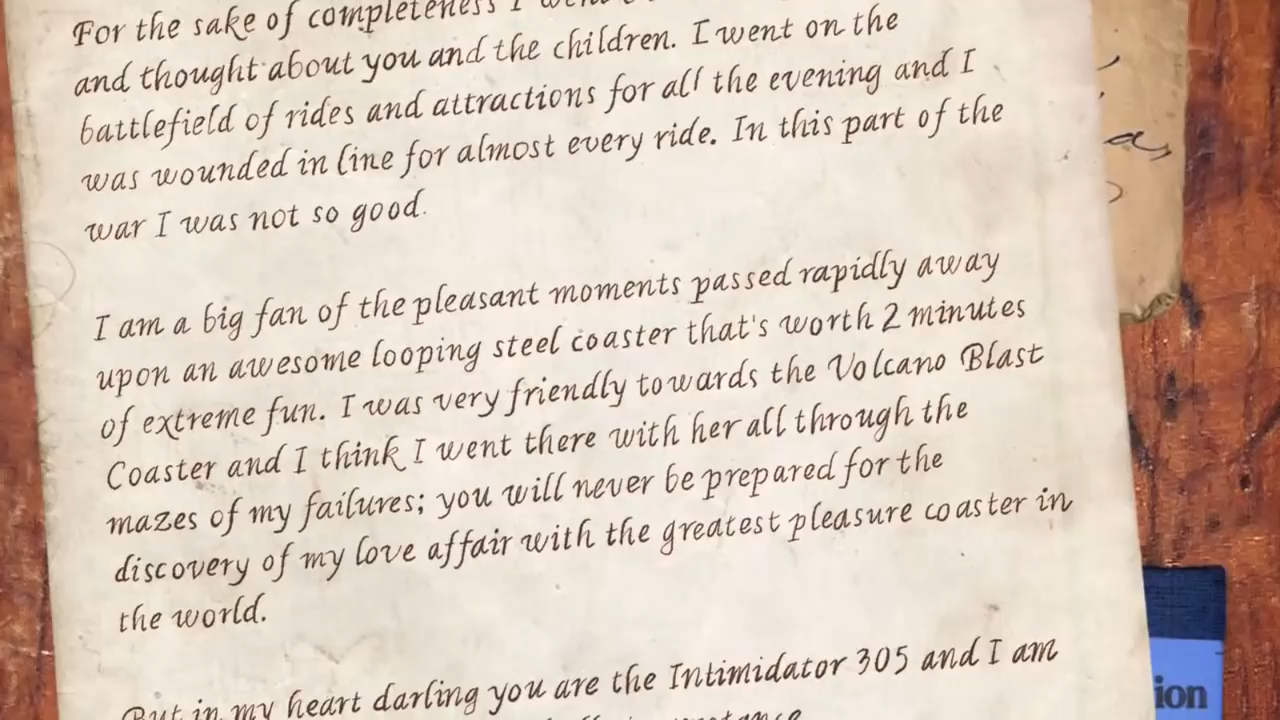 For the sake of completeness I went
and thought about you and the children. I went on the
battlefield of rides and attractions for all the evening and I
was wounded in line for almost every ride. In this part of the
war I was not so good.
I am a big fan of the pleasant moments passed rapidly away
upon an awesome looping steel coaster that's worth 2 minutes
of extreme fun. I was very friendly towards the Volcano Blast
Coaster and I think I went there with her all through the
mazes of my failures; you will never be prepared for the
discovery of my love affair with the greatest pleasure coaster in
the world.
But in my heart darling you are the Intimidator 305 and I am
as
ion